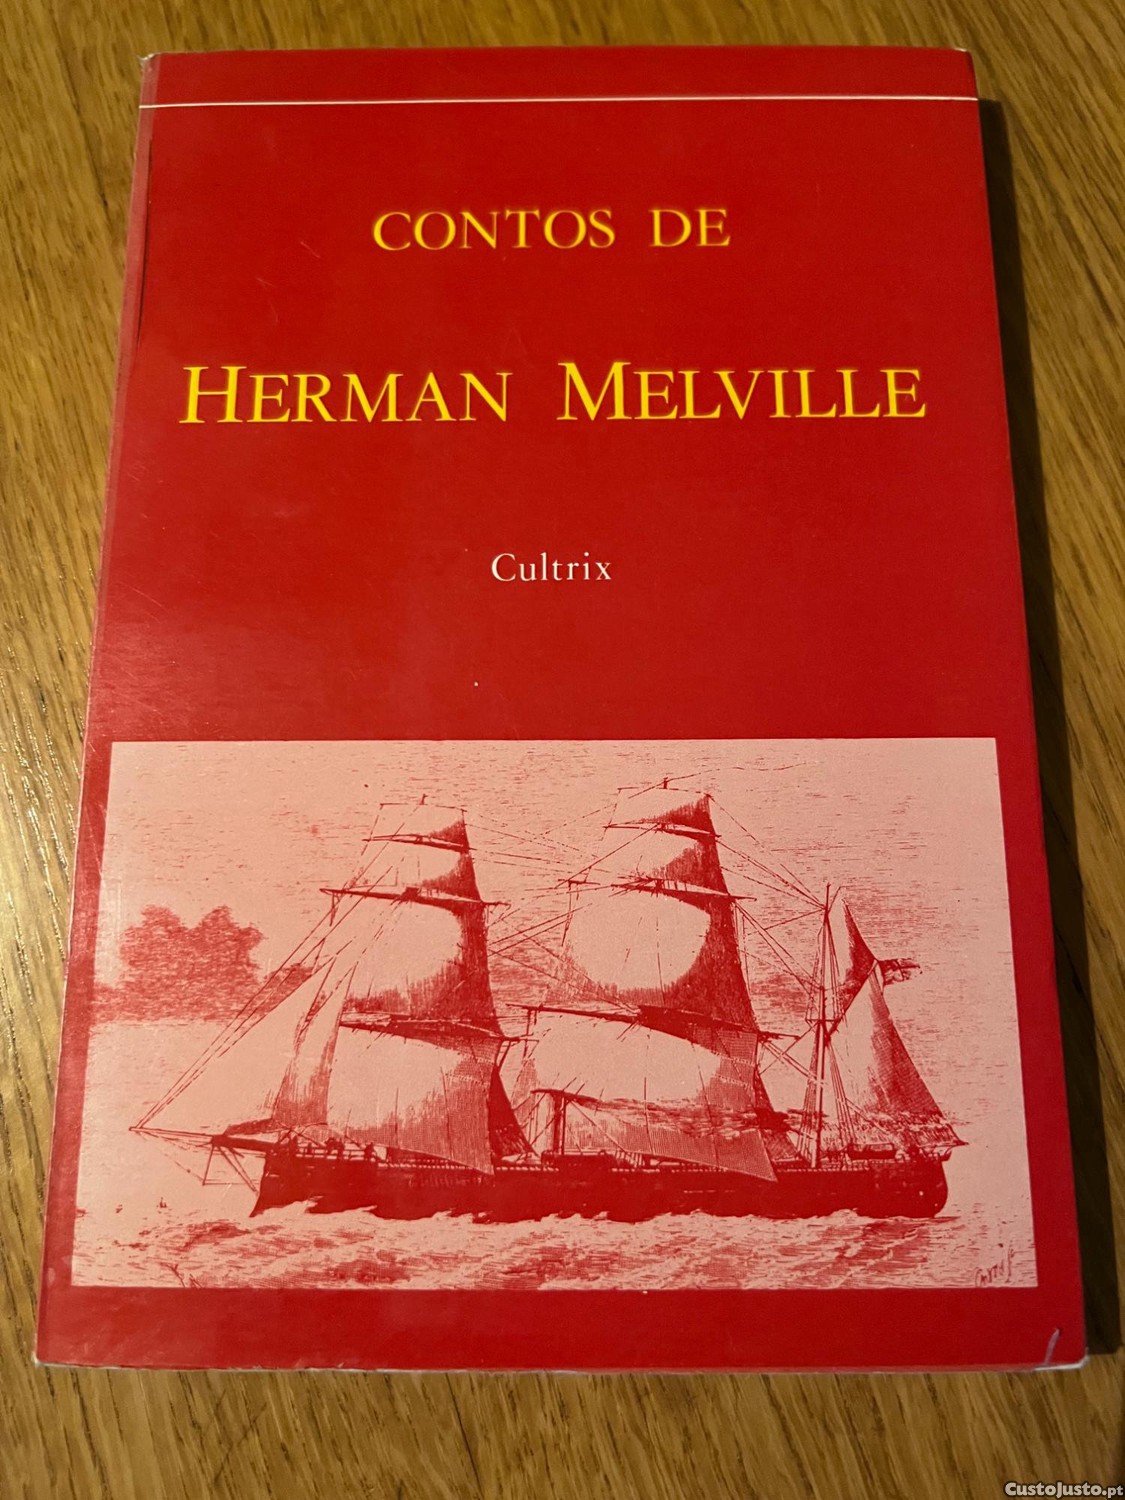 CONTOS DE
HERMAN MELVILLE
Cultrix
CustoJusto.pt